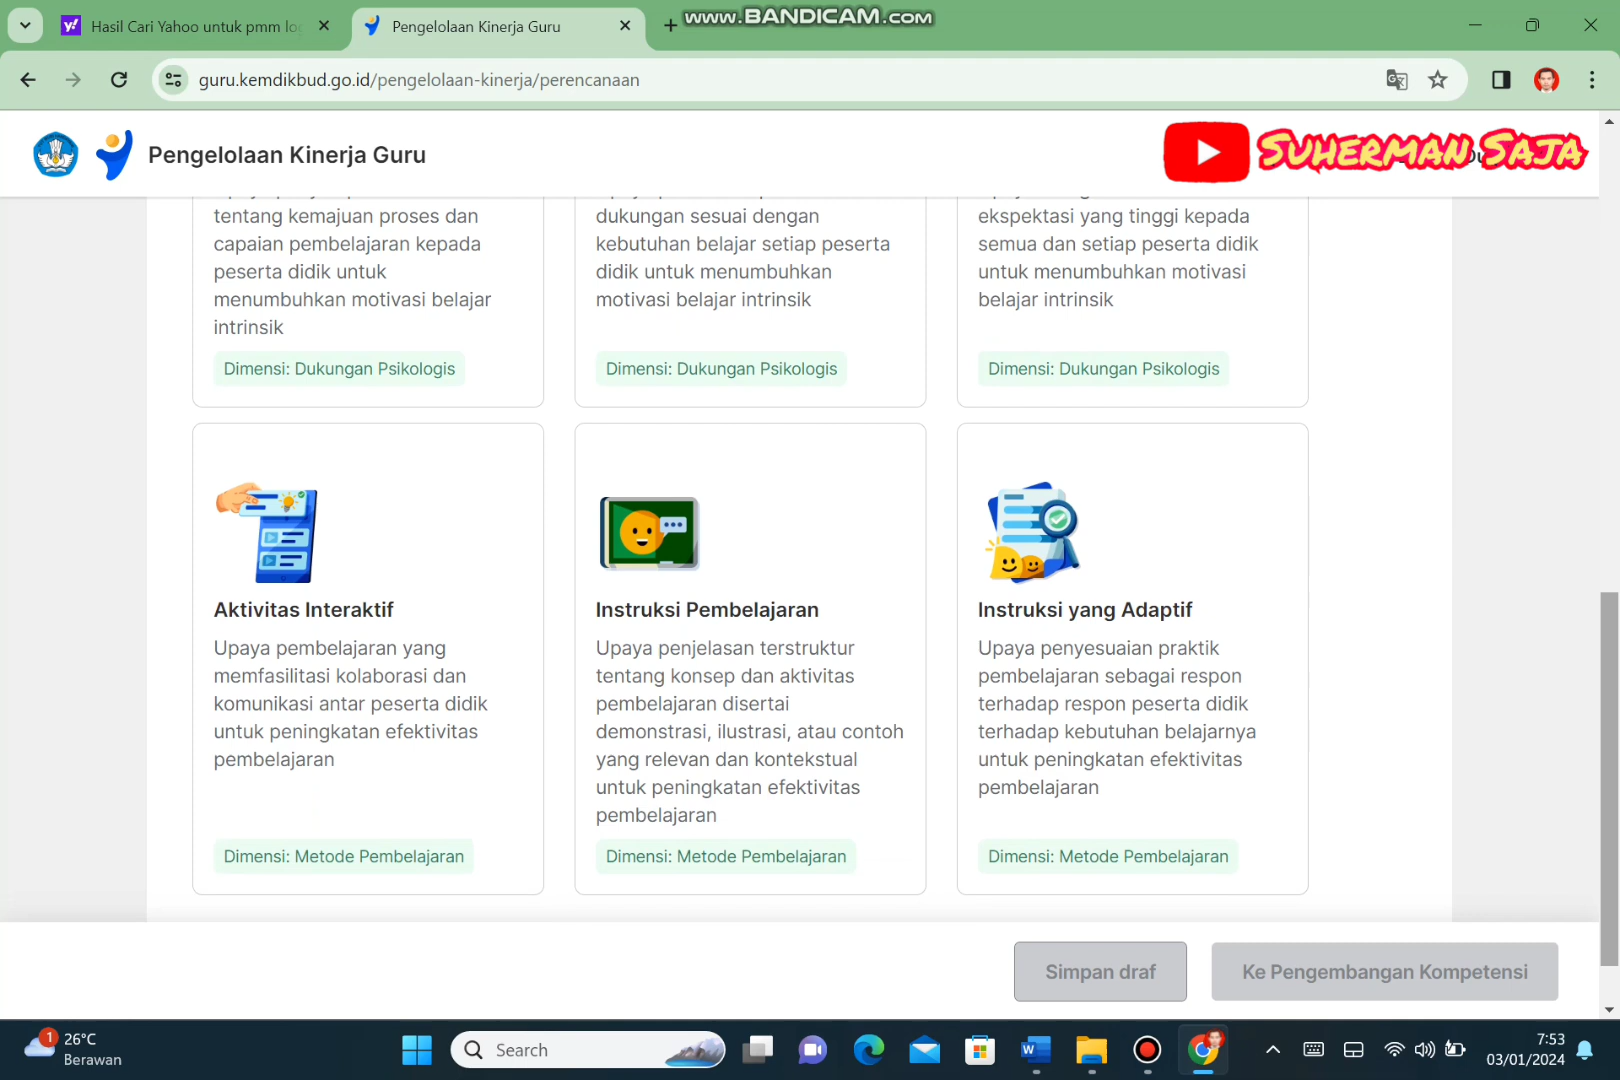 Hasil Cari Yahoo untuk pmm lo
Pengelolaan Kinerja Guru
www.BANDICAM.com
guru.kemdikbud.go.id/pengelolaan-kinerja/perencanaan
Pengelolaan Kinerja Guru
SUHERMAN SAJA
tentang kemajuan proses dan
capaian pembelajaran kepada
peserta didik untuk
menumbuhkan motivasi belajar
intrinsik
Dimensi: Dukungan Psikologis
dukungan sesuai dengan
kebutuhan belajar setiap peserta
didik untuk menumbuhkan
motivasi belajar intrinsik
Dimensi: Dukungan Psikologis
ekspektasi yang tinggi kepada
semua dan setiap peserta didik
untuk menumbuhkan motivasi
belajar intrinsik
Dimensi: Dukungan Psikologis
Aktivitas Interaktif
Upaya pembelajaran yang
memfasilitasi kolaborasi dan
komunikasi antar peserta didik
untuk peningkatan efektivitas
pembelajaran
Dimensi: Metode Pembelajaran
Instruksi Pembelajaran
Upaya penjelasan terstruktur
tentang konsep dan aktivitas
pembelajaran disertai
demonstrasi, ilustrasi, atau contoh
yang relevan dan kontekstual
untuk peningkatan efektivitas
pembelajaran
Dimensi: Metode Pembelajaran
Instruksi yang Adaptif
Upaya penyesuaian praktik
pembelajaran sebagai respon
terhadap respon peserta didik
terhadap kebutuhan belajarnya
untuk peningkatan efektivitas
pembelajaran
Dimensi: Metode Pembelajaran
Simpan draf
Ke Pengembangan Kompetensi
1
26°C
Berawan
Search
7:53
03/01/2024